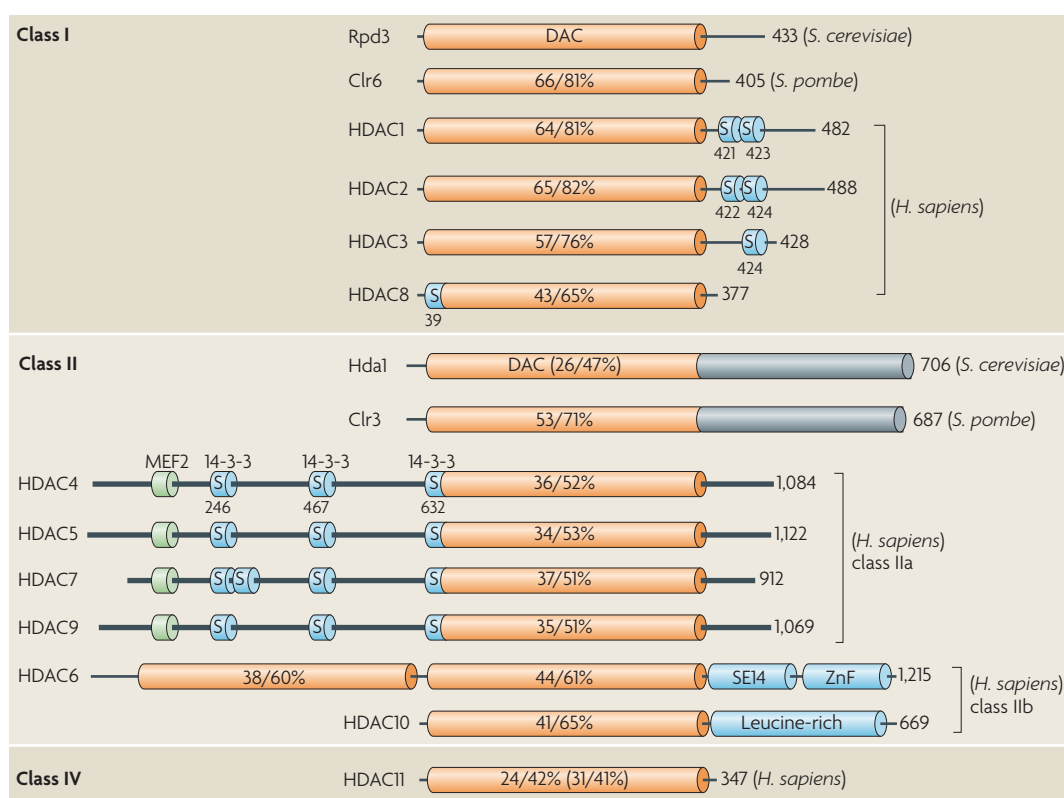 Class I
Rpd3 DAC 433 (S. cerevisiae)
Clr6 66/81% 405 (S. pombe)
HDAC1 64/81% S S 482
421 423
HDAC2 65/82% S S 488
422 424
(H. sapiens)
HDAC3 57/76% S 428
424
HDAC8 S 43/65% 377
39
Class II
Hda1 DAC (26/47%) 706 (S. cerevisiae)
Clr3 53/71% 687 (S. pombe)
MEF2 14-3-3 14-3-3 14-3-3
HDAC4 S S S 36/52% 1,084
246 467 632
HDAC5 S S S 34/53% 1,122
(H. sapiens)
class IIa
HDAC7 S S S S 37/51% 912
HDAC9 S S S 35/51% 1,069
HDAC6 38/60% 44/61% SE14 ZnF 1,215
(H. sapiens)
class IIb
HDAC10 41/65% Leucine-rich 669
Class IV
HDAC11 24/42% (31/41%) 347 (H. sapiens)